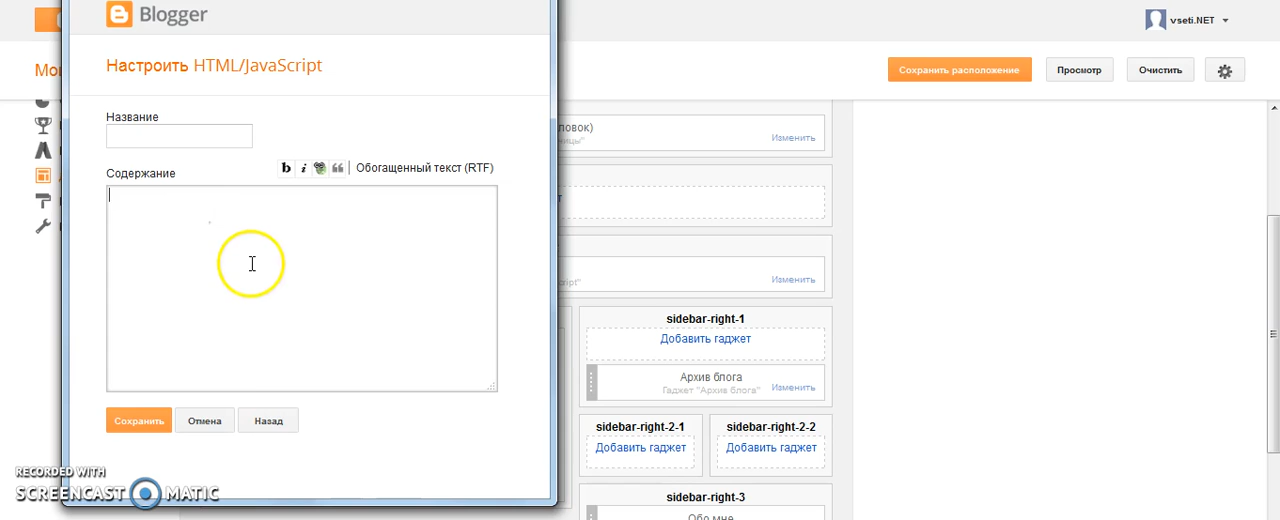 Blogger
vseti.NET
Настроить HTML/JavaScript
Мо
Сохранить расположение
Просмотр
Очистить
Название
Изменить
Содержание
b i
Обогащенный текст (RTF)
Изменить
sidebar-right-1
Добавить гаджет
Архив блога
Гаджет "Архив блога"
Изменить
Сохранить
Отмена
Назад
sidebar-right-2-1
sidebar-right-2-2
Добавить гаджет
Добавить гаджет
RECORDED WITH
SCREENCAST MATIC
sidebar-right-3
Обо мне